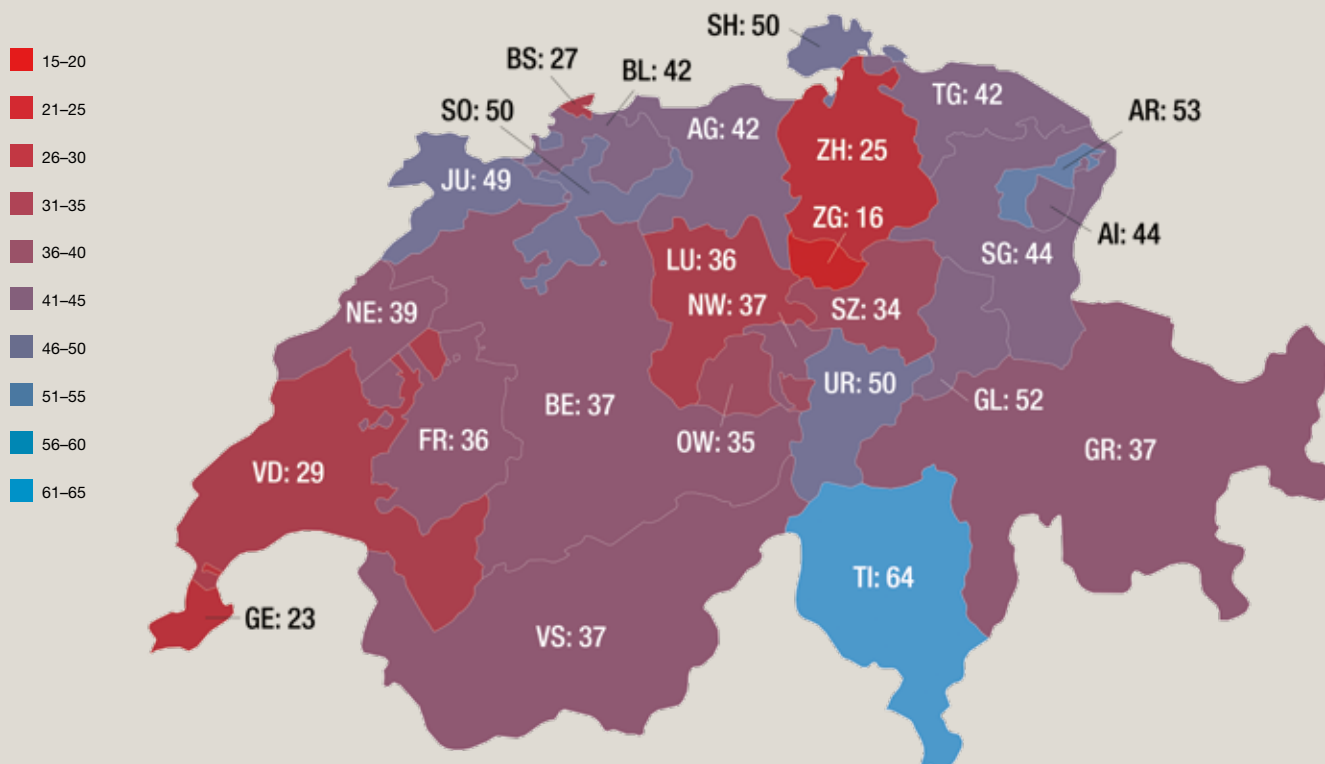 15–20
21–25
26–30
31–35
36–40
41–45
46–50
51–55
56–60
61–65
SH: 50
BS: 27
BL: 42
SO: 50
TG: 42
AR: 53
AG: 42
ZH: 25
JU: 49
ZG: 16
AI: 44
LU: 36
SG: 44
NE: 39
NW: 37
SZ: 34
UR: 50
BE: 37
GL: 52
FR: 36
OW: 35
GR: 37
VD: 29
TI: 64
GE: 23
VS: 37